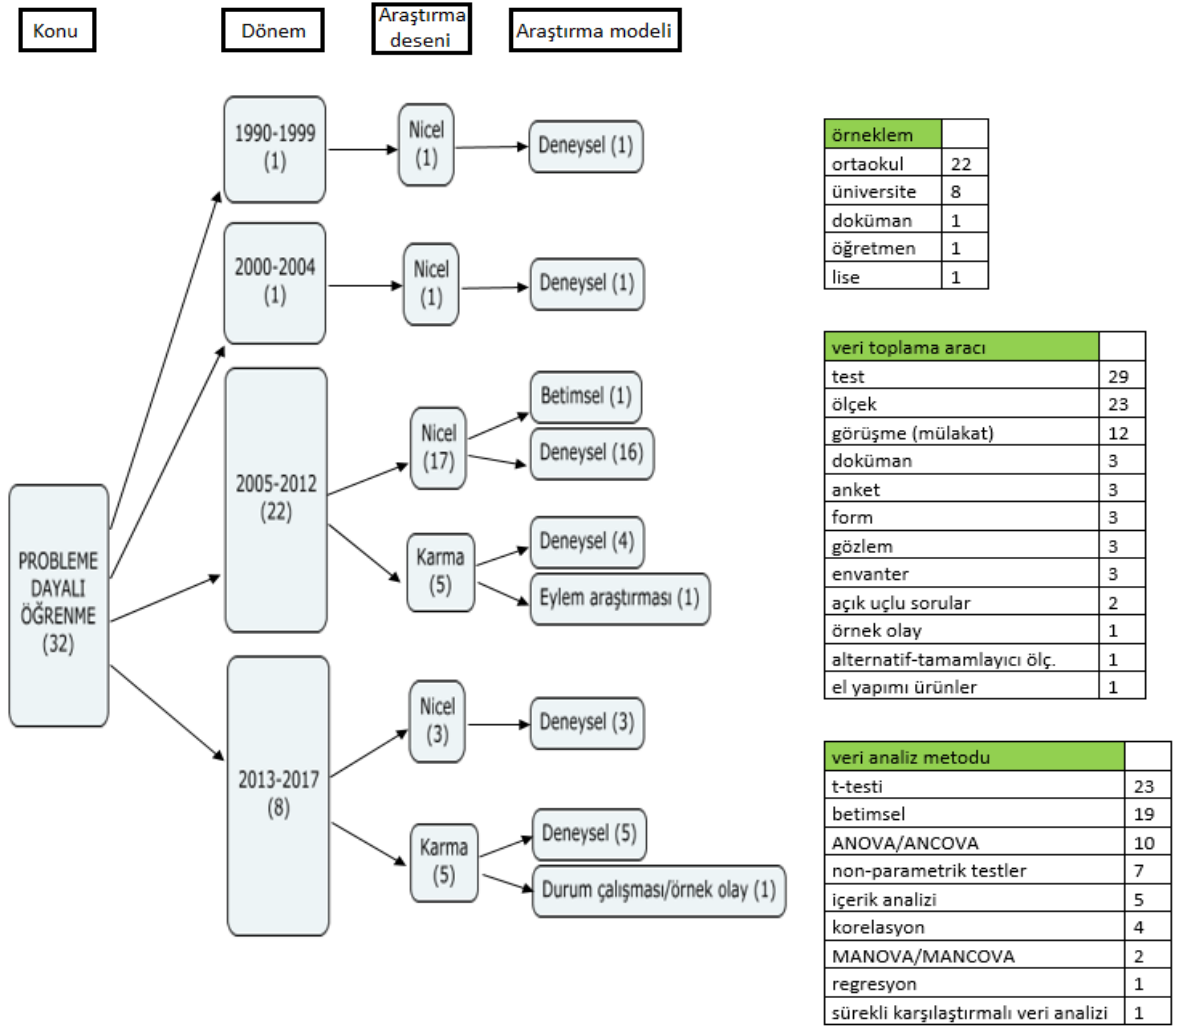 Konu
Dönem
Araştırma
deseni
Araştırma modeli
1990-1999
(1)
Nicel
(1)
Deneysel (1)
2000-2004
(1)
Nicel
(1)
Deneysel (1)
2005-2012
(22)
Nicel
(17)
Betimsel (1)
Deneysel (16)
Karma
(5)
Deneysel (4)
Eylem araştırması (1)
PROBLEME
DAYALI
ÖĞRENME
(32)
2013-2017
(8)
Nicel
(3)
Deneysel (3)
Karma
(5)
Deneysel (5)
Durum çalışması/örnek olay (1)
örneklem
ortaokul 22
üniversite 8
doküman 1
öğretmen 1
lise 1
veri toplama aracı
test 29
ölçek 23
görüşme (mülakat) 12
doküman 3
anket 3
form 3
gözlem 3
envanter 3
açık uçlu sorular 2
örnek olay 1
alternatif-tamamlayıcı ölç. 1
el yapımı ürünler 1
veri analiz metodu
t-testi 23
betimsel 19
ANOVA/ANCOVA 10
non-parametrik testler 7
içerik analizi 5
korelasyon 4
MANOVA/MANCOVA 2
regresyon 1
sürekli karşılaştırmalı veri analizi 1